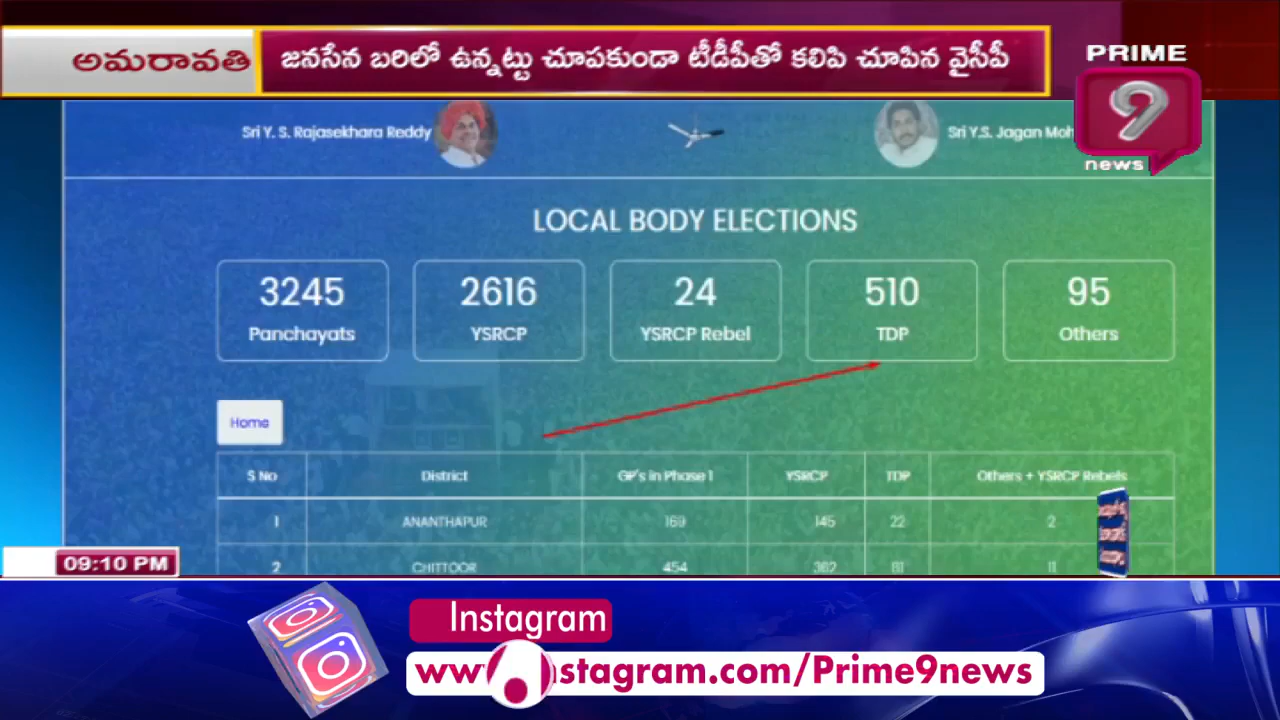 అమరావతి
జనసేన బరిలో ఉన్నట్టు చూపకుండా టీడీపీతో కలిపి చూపిన వైసీపీ
PRIME
9
news
Sri Y. S. Rajasekhara Reddy
Sri Y.S. Jagan Moh
LOCAL BODY ELECTIONS
3245 2616 24 510 95
Panchayats YSRCP YSRCP Rebel TDP Others
Home
S No District GP's in Phase 1 YSRCP TDP Others + YSRCP Rebels
1 ANANTHAPUR 169 145 22 2
2 CHITTOOR 454 382 61 11
09:10 PM
Instagram
www.instagram.com/Prime9news